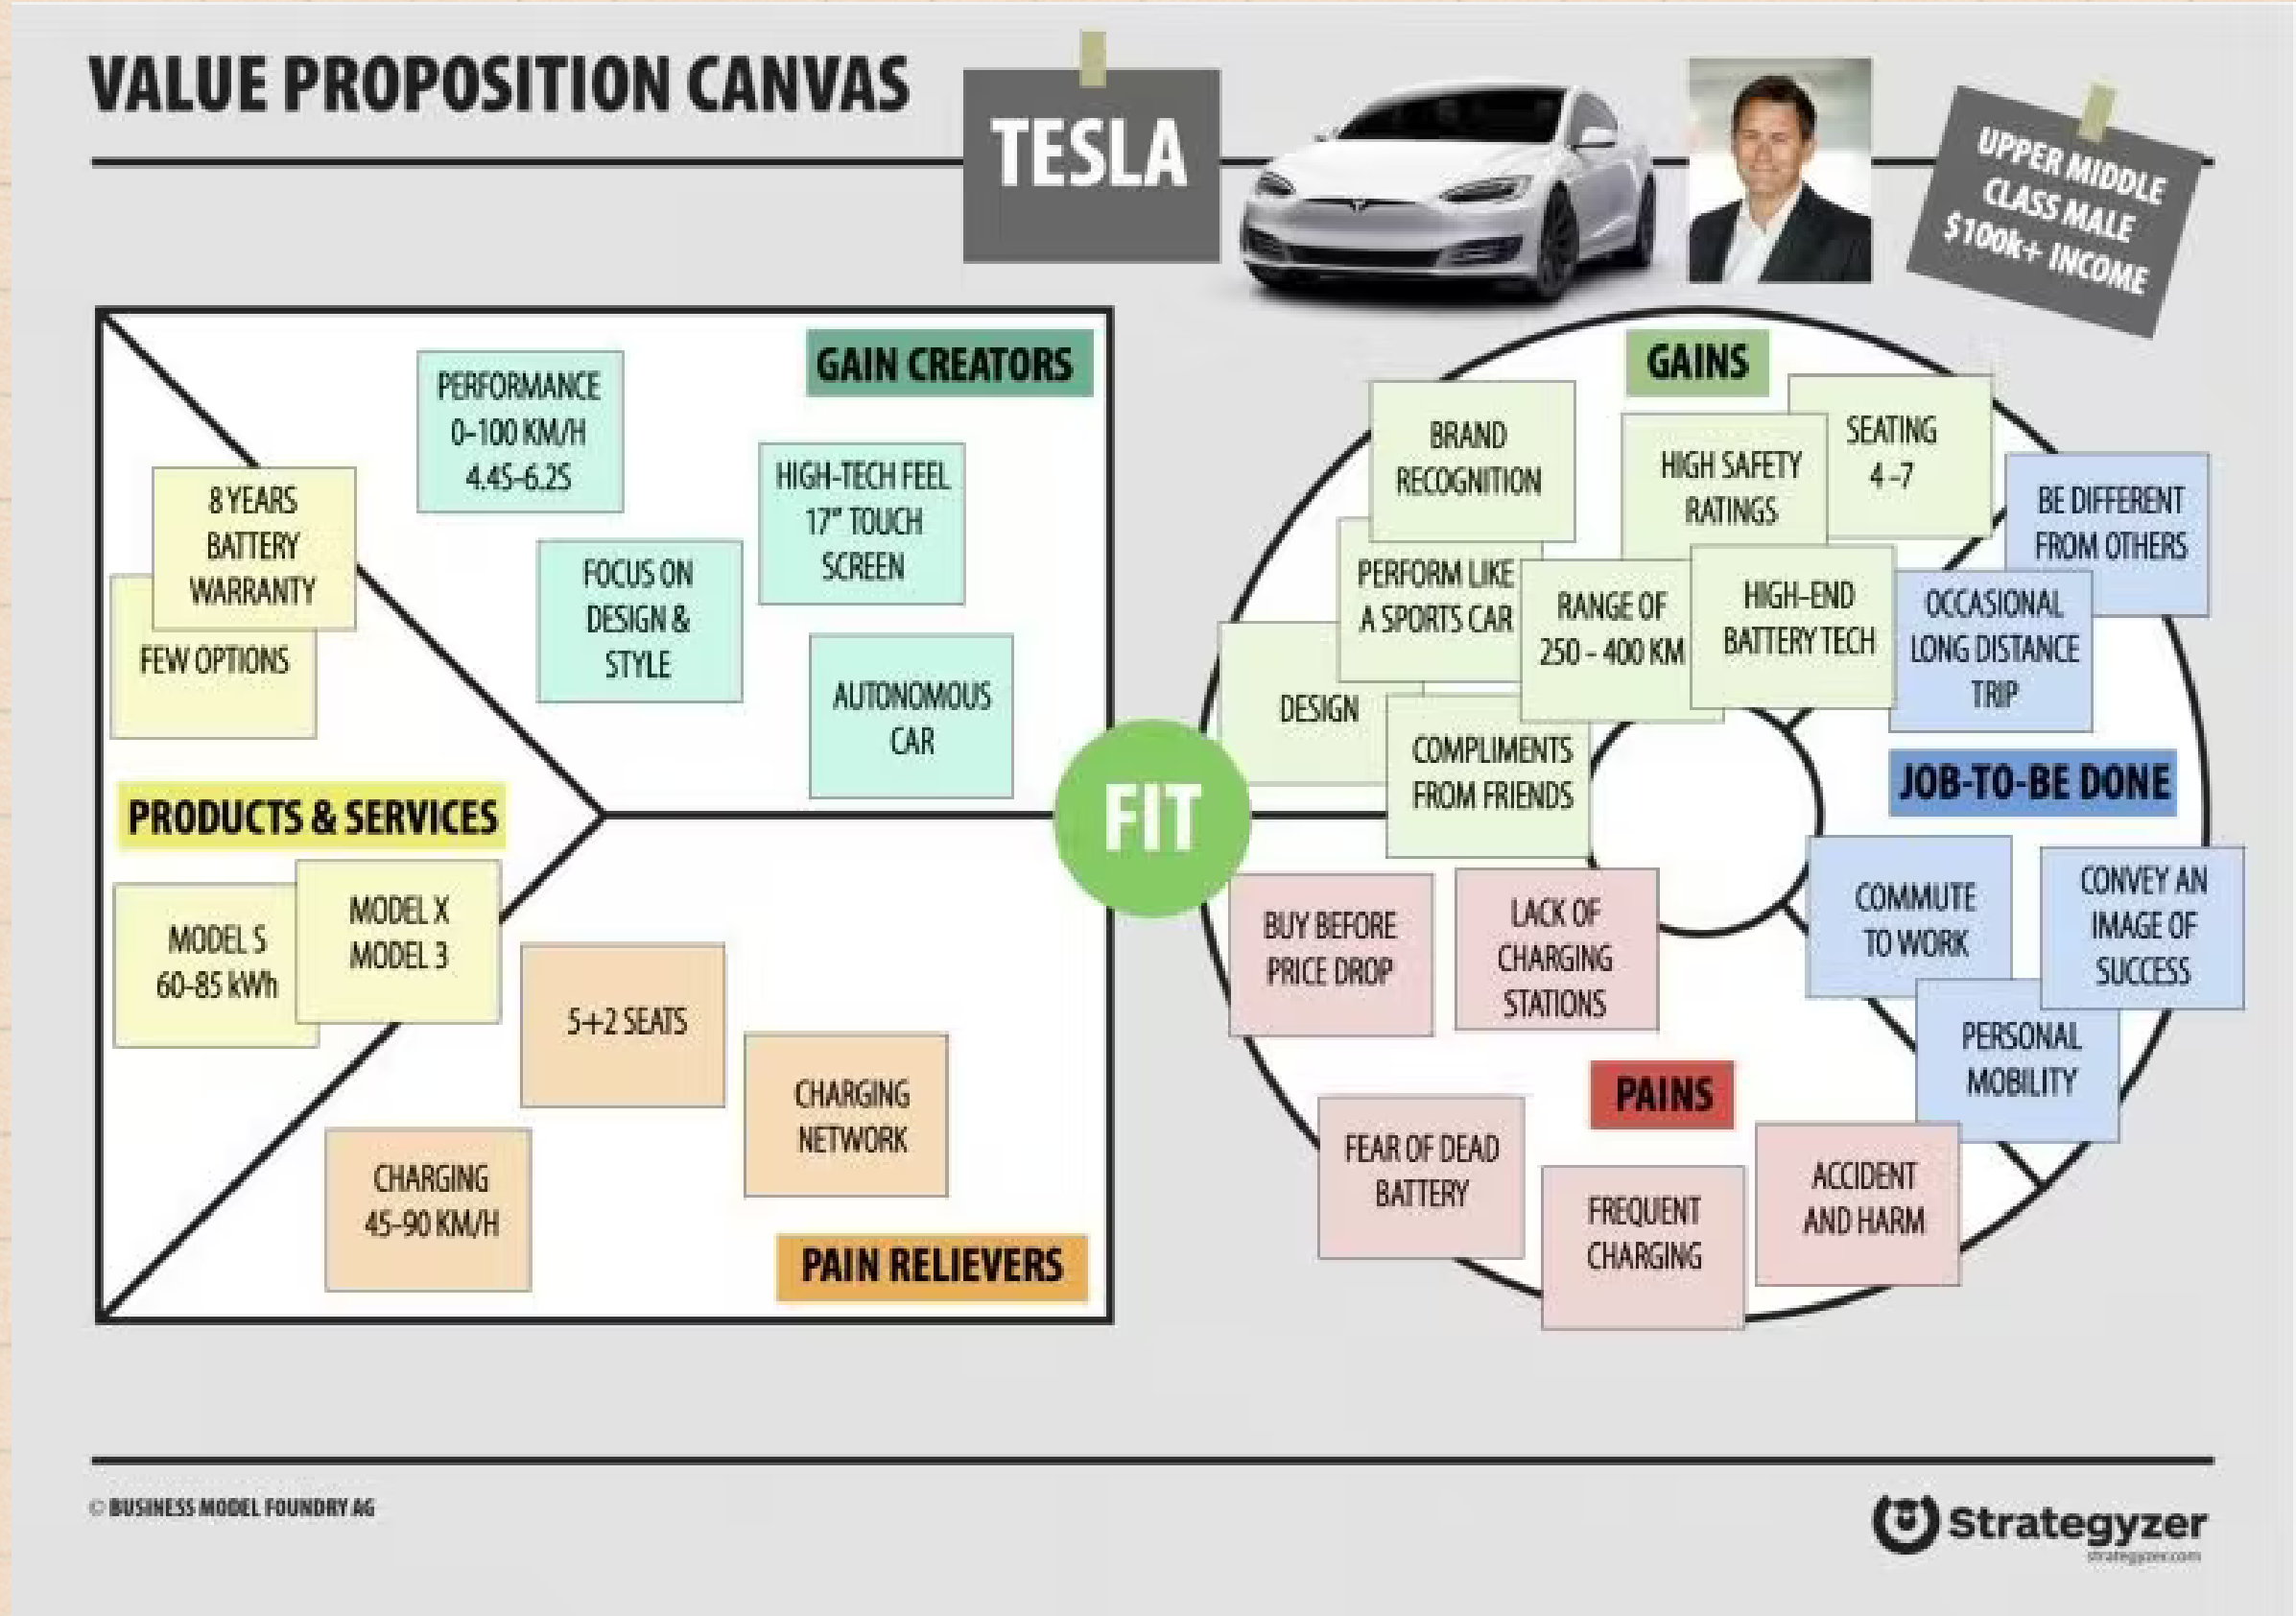 VALUE PROPOSITION CANVAS
TESLA
UPPER MIDDLE
CLASS MALE
$100k+ INCOME
GAIN CREATORS
PERFORMANCE
0-100 KM/H
4.45-6.25
HIGH-TECH FEEL
17" TOUCH
SCREEN
FOCUS ON
DESIGN &
STYLE
AUTONOMOUS
CAR
8 YEARS
BATTERY
WARRANTY
FEW OPTIONS
PRODUCTS & SERVICES
MODEL S
60-85 kWh
MODEL X
MODEL 3
5+2 SEATS
CHARGING
NETWORK
CHARGING
45-90 KM/H
PAIN RELIEVERS
FIT
GAINS
BRAND
RECOGNITION
HIGH SAFETY
RATINGS
SEATING
4 -7
PERFORM LIKE
A SPORTS CAR
RANGE OF
250 - 400 KM
HIGH-END
BATTERY TECH
DESIGN
COMPLIMENTS
FROM FRIENDS
BE DIFFERENT
FROM OTHERS
OCCASIONAL
LONG DISTANCE
TRIP
JOB-TO-BE DONE
COMMUTE
TO WORK
CONVEY AN
IMAGE OF
SUCCESS
PERSONAL
MOBILITY
BUY BEFORE
PRICE DROP
LACK OF
CHARGING
STATIONS
PAINS
FEAR OF DEAD
BATTERY
FREQUENT
CHARGING
ACCIDENT
AND HARM
© BUSINESS MODEL FOUNDRY AG
Strategyzer
strategyzer.com